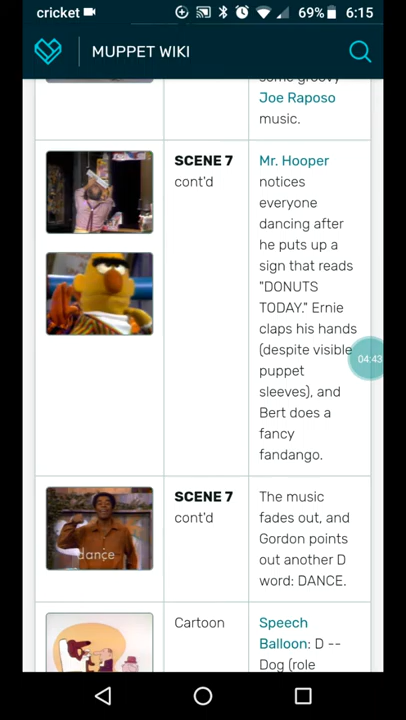 cricket 69% 6:15
MUPPET WIKI
some groovy
Joe Raposo
music.
SCENE 7
cont'd
Mr. Hooper
notices
everyone
dancing after
he puts up a
sign that reads
"DONUTS
TODAY." Ernie
claps his hands
(despite visible
puppet
sleeves), and
Bert does a
fancy
fandango.
04:43
SCENE 7
cont'd
dance
The music
fades out, and
Gordon points
out another D
word: DANCE.
Cartoon
Speech
Balloon: D --
Dog (role